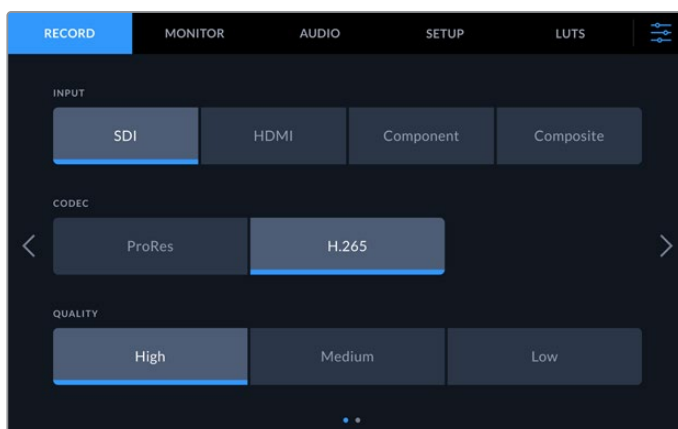 RECORD MONITOR AUDIO SETUP LUTS
INPUT
SDI HDMI Component Composite
CODEC
ProRes H.265
QUALITY
High Medium Low